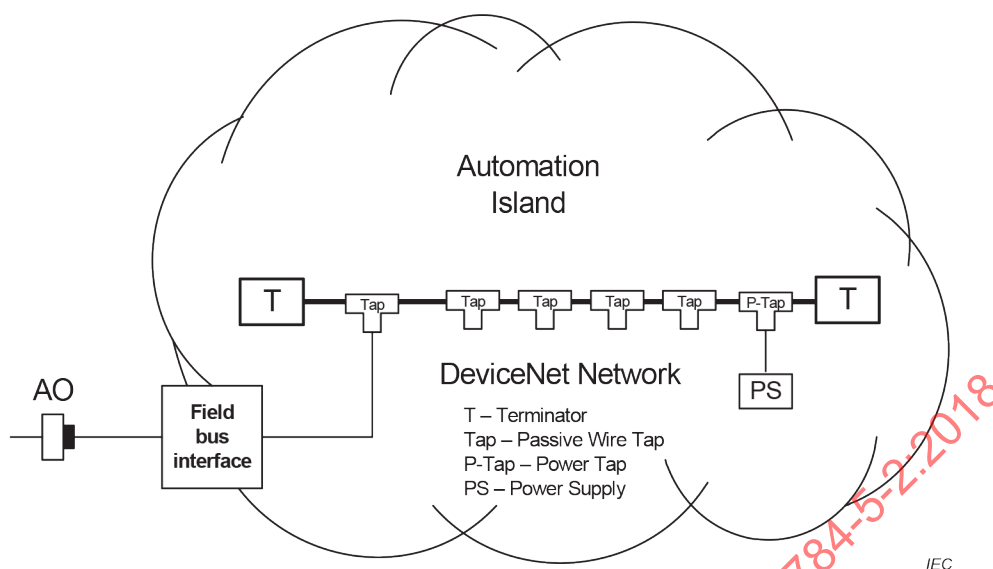 Automation
Island
T
Tap
Tap
Tap
Tap
Tap
P-Tap
T
DeviceNet Network
PS
AO
Field
bus
interface
T – Terminator
Tap – Passive Wire Tap
P-Tap – Power Tap
PS – Power Supply
784-5-2:2018
IEC